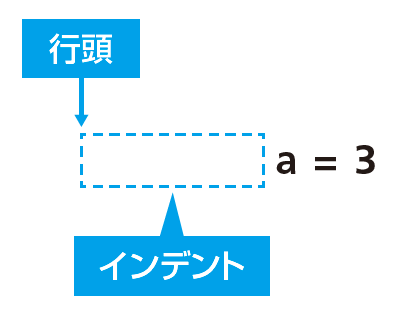 行頭
a = 3
インデント